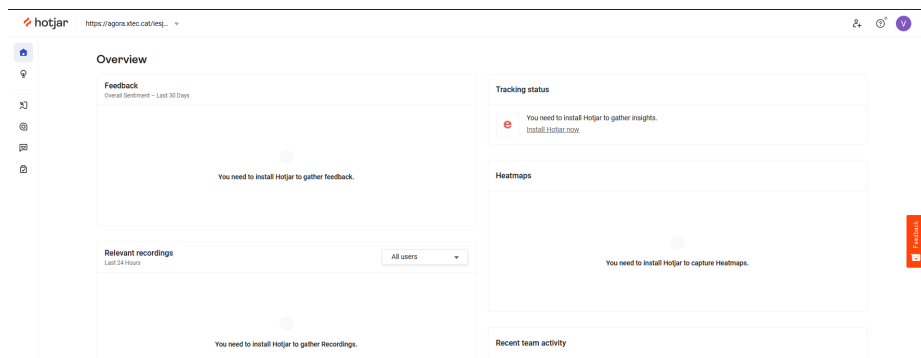 hotjar
https://agora.xtec.cat/iesj...
V
Overview
Feedback
Overall Sentiment – Last 30 Days
You need to install Hotjar to gather feedback.
Relevant recordings
Last 24 Hours
All users
You need to install Hotjar to gather Recordings.
Tracking status
e
You need to install Hotjar to gather insights.
Install Hotjar now
Heatmaps
You need to install Hotjar to capture Heatmaps.
Recent team activity
Feedback